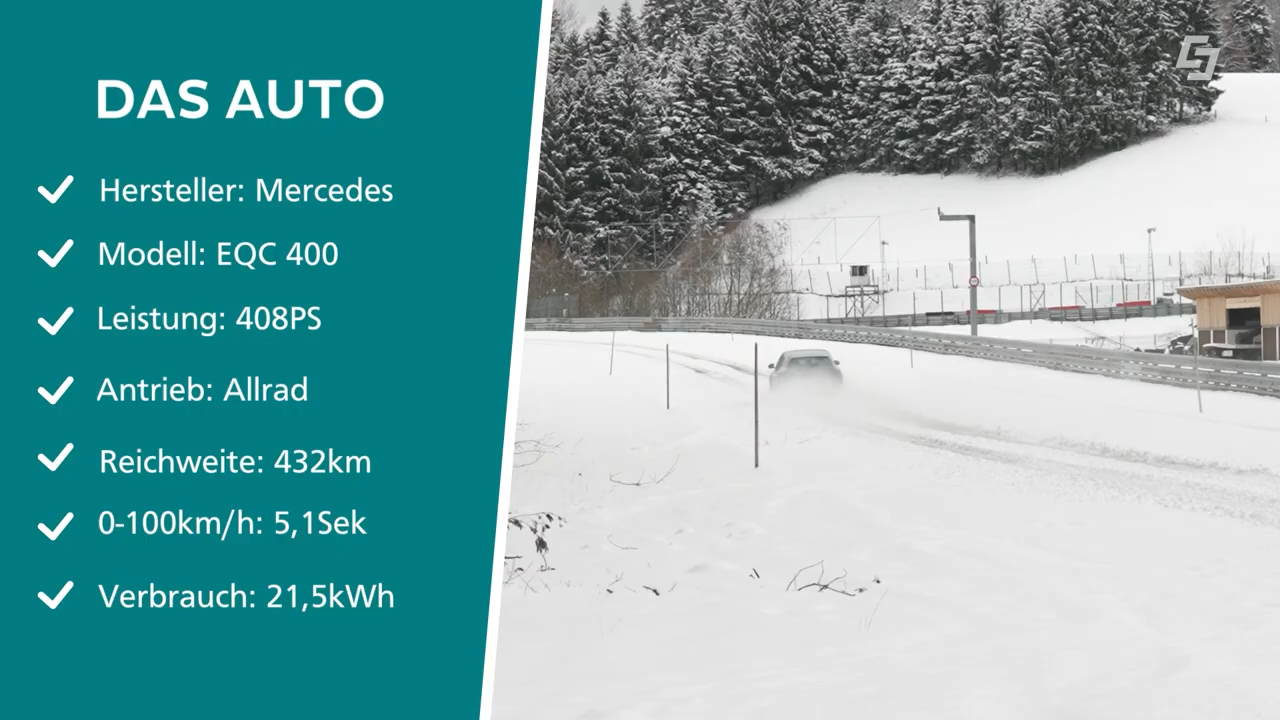 DAS AUTO
Hersteller: Mercedes
Modell: EQC 400
Leistung: 408PS
Antrieb: Allrad
Reichweite: 432km
0-100km/h: 5,1Sek
Verbrauch: 21,5kWh